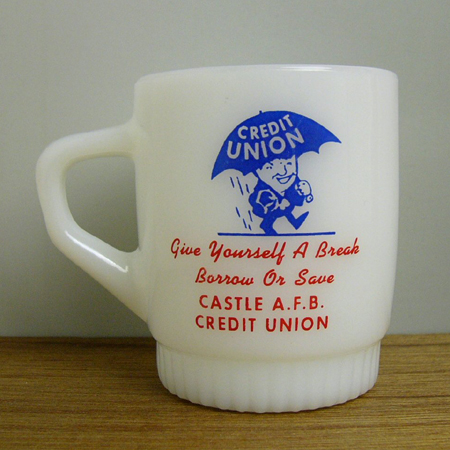 CREDIT
UNION
Give Yourself A Break
Borrow Or Save
CASTLE A.F.B.
CREDIT UNION